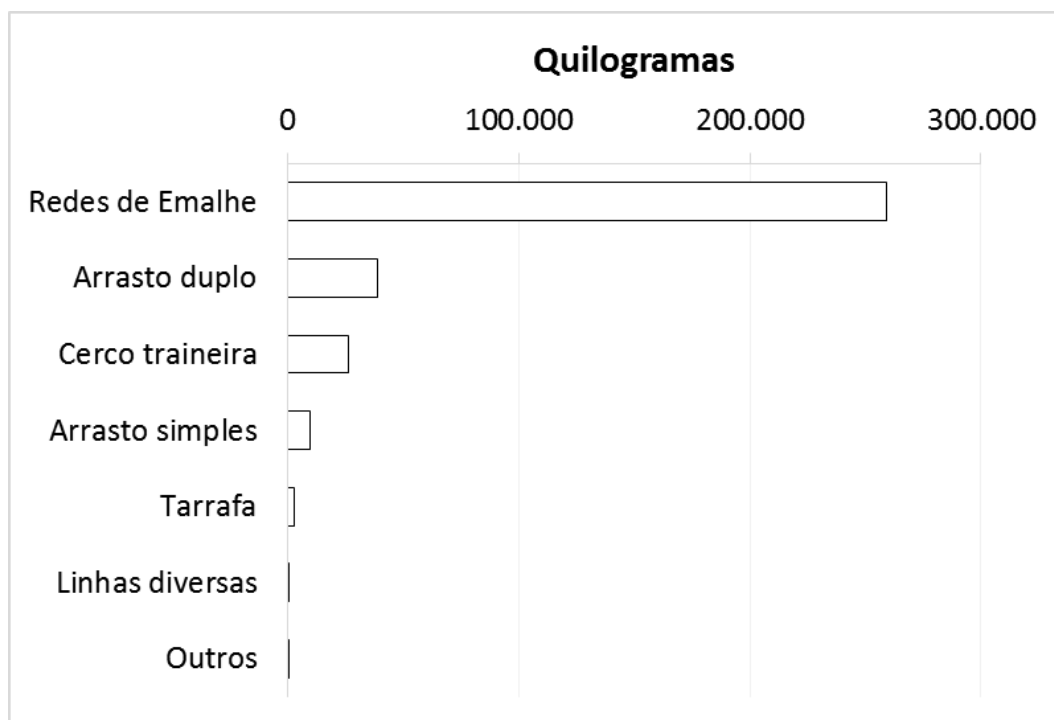 Quilogramas
0 100.000 200.000 300.000
Redes de Emalhe
Arrasto duplo
Cerco traineira
Arrasto simples
Tarrafa
Linhas diversas
Outros